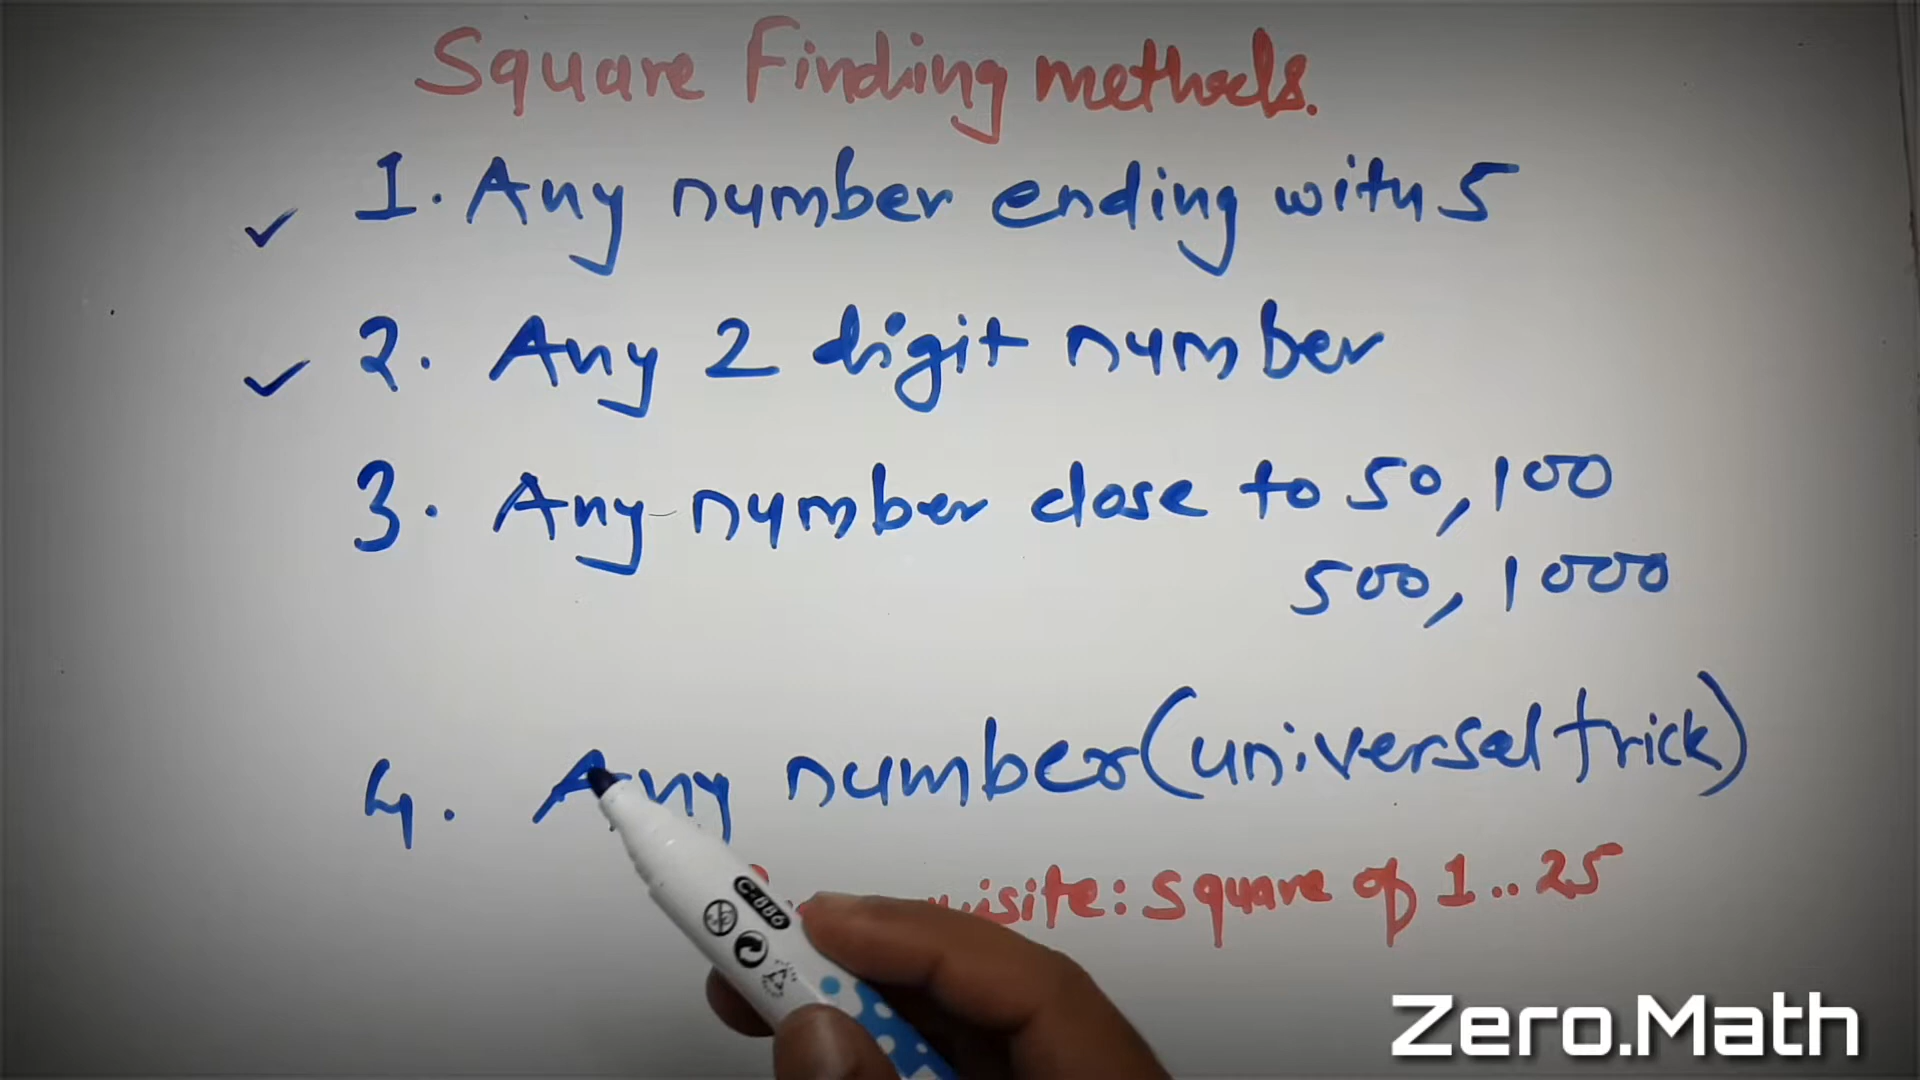 Square Finding methods.
1. Any number ending with 5
2. Any 2 digit number
3. Any number close to 50, 100
500, 1000
4. Any number (universal trick)
: Square of 1..25
C-886
Zero.Math